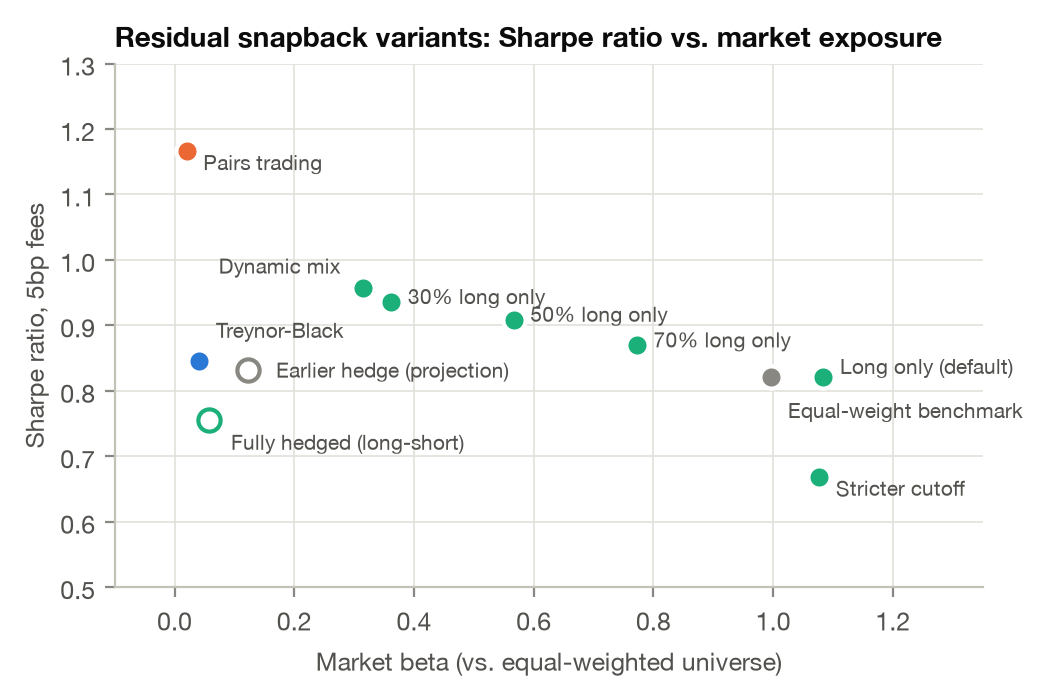 Residual snapback variants: Sharpe ratio vs. market exposure
1.3
1.2
1.1
1.0
0.9
0.8
0.7
0.6
0.5
Sharpe ratio, 5bp fees
Pairs trading
Dynamic mix
30% long only
50% long only
Treynor-Black
70% long only
Earlier hedge (projection)
Long only (default)
Equal-weight benchmark
Fully hedged (long-short)
Stricter cutoff
0.0
0.2
0.4
0.6
0.8
1.0
1.2
Market beta (vs. equal-weighted universe)